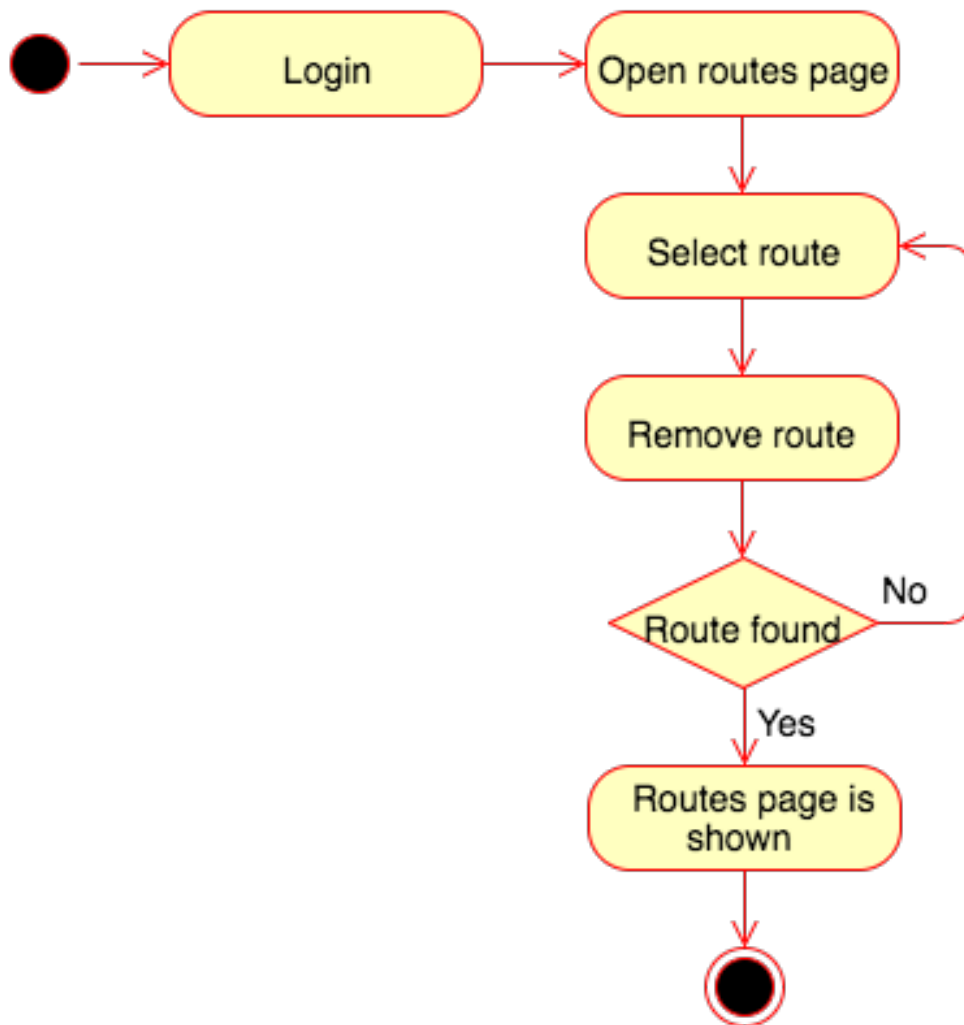 Login
Open routes page
Select route
Remove route
Route found
No
Yes
Routes page is
shown